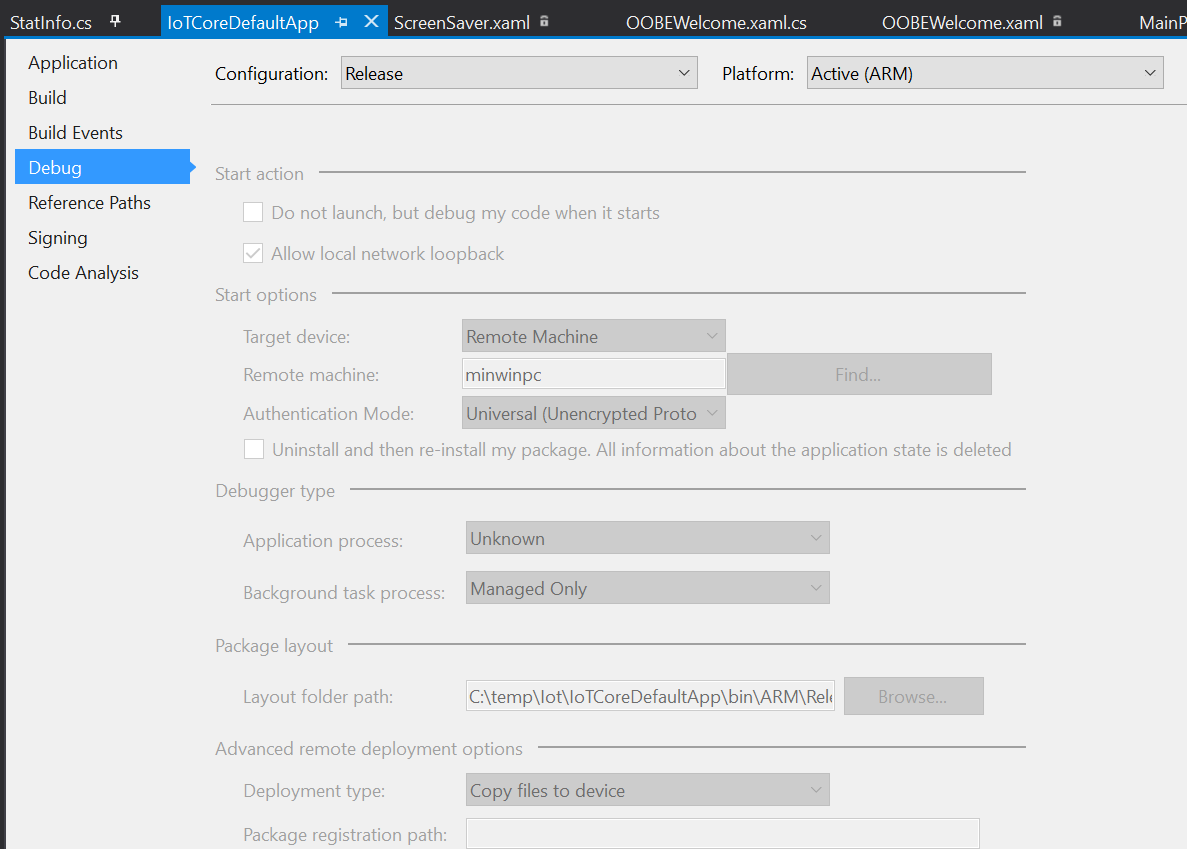 StatInfo.cs IoTCoreDefaultApp ScreenSaver.xaml OOBEWelcome.xaml.cs OOBEWelcome.xaml MainP
Application
Build
Build Events
Debug
Reference Paths
Signing
Code Analysis
Configuration: Release Platform: Active (ARM)
Start action
Do not launch, but debug my code when it starts
Allow local network loopback
Start options
Target device: Remote Machine
Remote machine: minwinpc Find...
Authentication Mode: Universal (Unencrypted Proto
Uninstall and then re-install my package. All information about the application state is deleted
Debugger type
Application process: Unknown
Background task process: Managed Only
Package layout
Layout folder path: C:\temp\Iot\IoTCoreDefaultApp\bin\ARM\Rele Browse...
Advanced remote deployment options
Deployment type: Copy files to device
Package registration path: